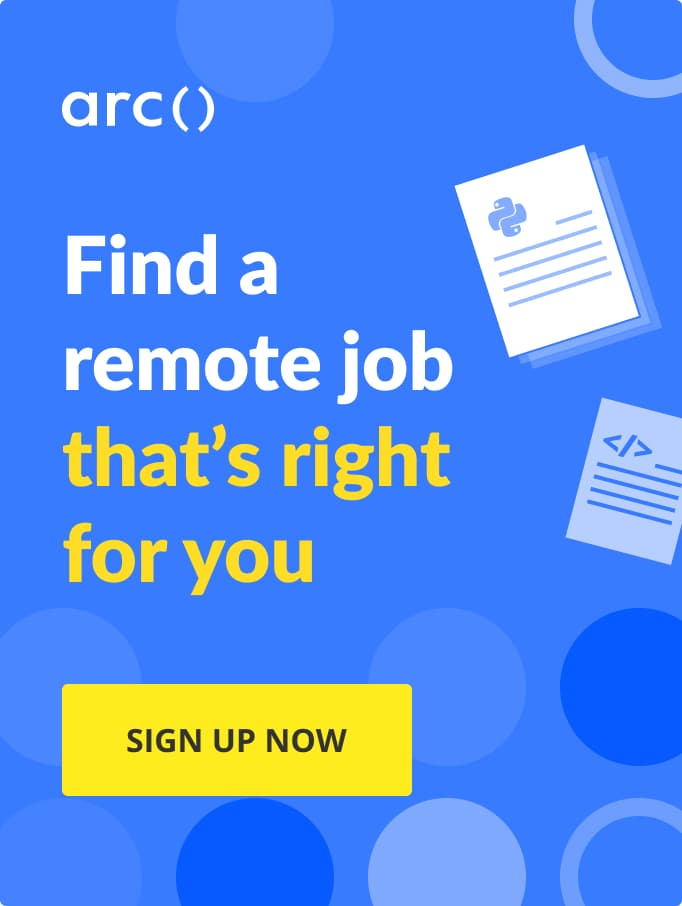 arc()
Find a
remote job
that’s right
for you
</>
SIGN UP NOW